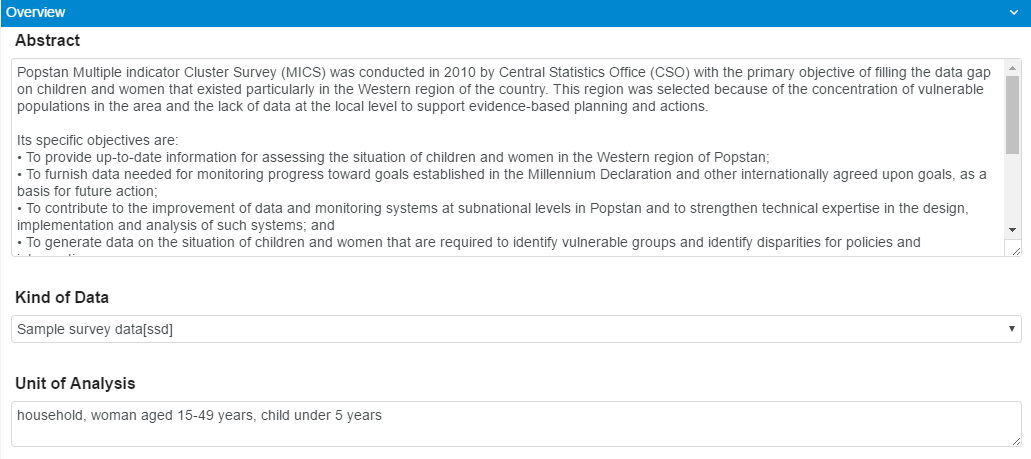 Overview
Abstract
Popstan Multiple indicator Cluster Survey (MICS) was conducted in 2010 by Central Statistics Office (CSO) with the primary objective of filling the data gap
on children and women that existed particularly in the Western region of the country. This region was selected because of the concentration of vulnerable
populations in the area and the lack of data at the local level to support evidence-based planning and actions.
Its specific objectives are:
• To provide up-to-date information for assessing the situation of children and women in the Western region of Popstan;
• To furnish data needed for monitoring progress toward goals established in the Millennium Declaration and other internationally agreed upon goals, as a
basis for future action;
• To contribute to the improvement of data and monitoring systems at subnational levels in Popstan and to strengthen technical expertise in the design,
implementation and analysis of such systems; and
• To generate data on the situation of children and women that are required to identify vulnerable groups and identify disparities for policies and
Kind of Data
Sample survey data[ssd]
Unit of Analysis
household, woman aged 15-49 years, child under 5 years